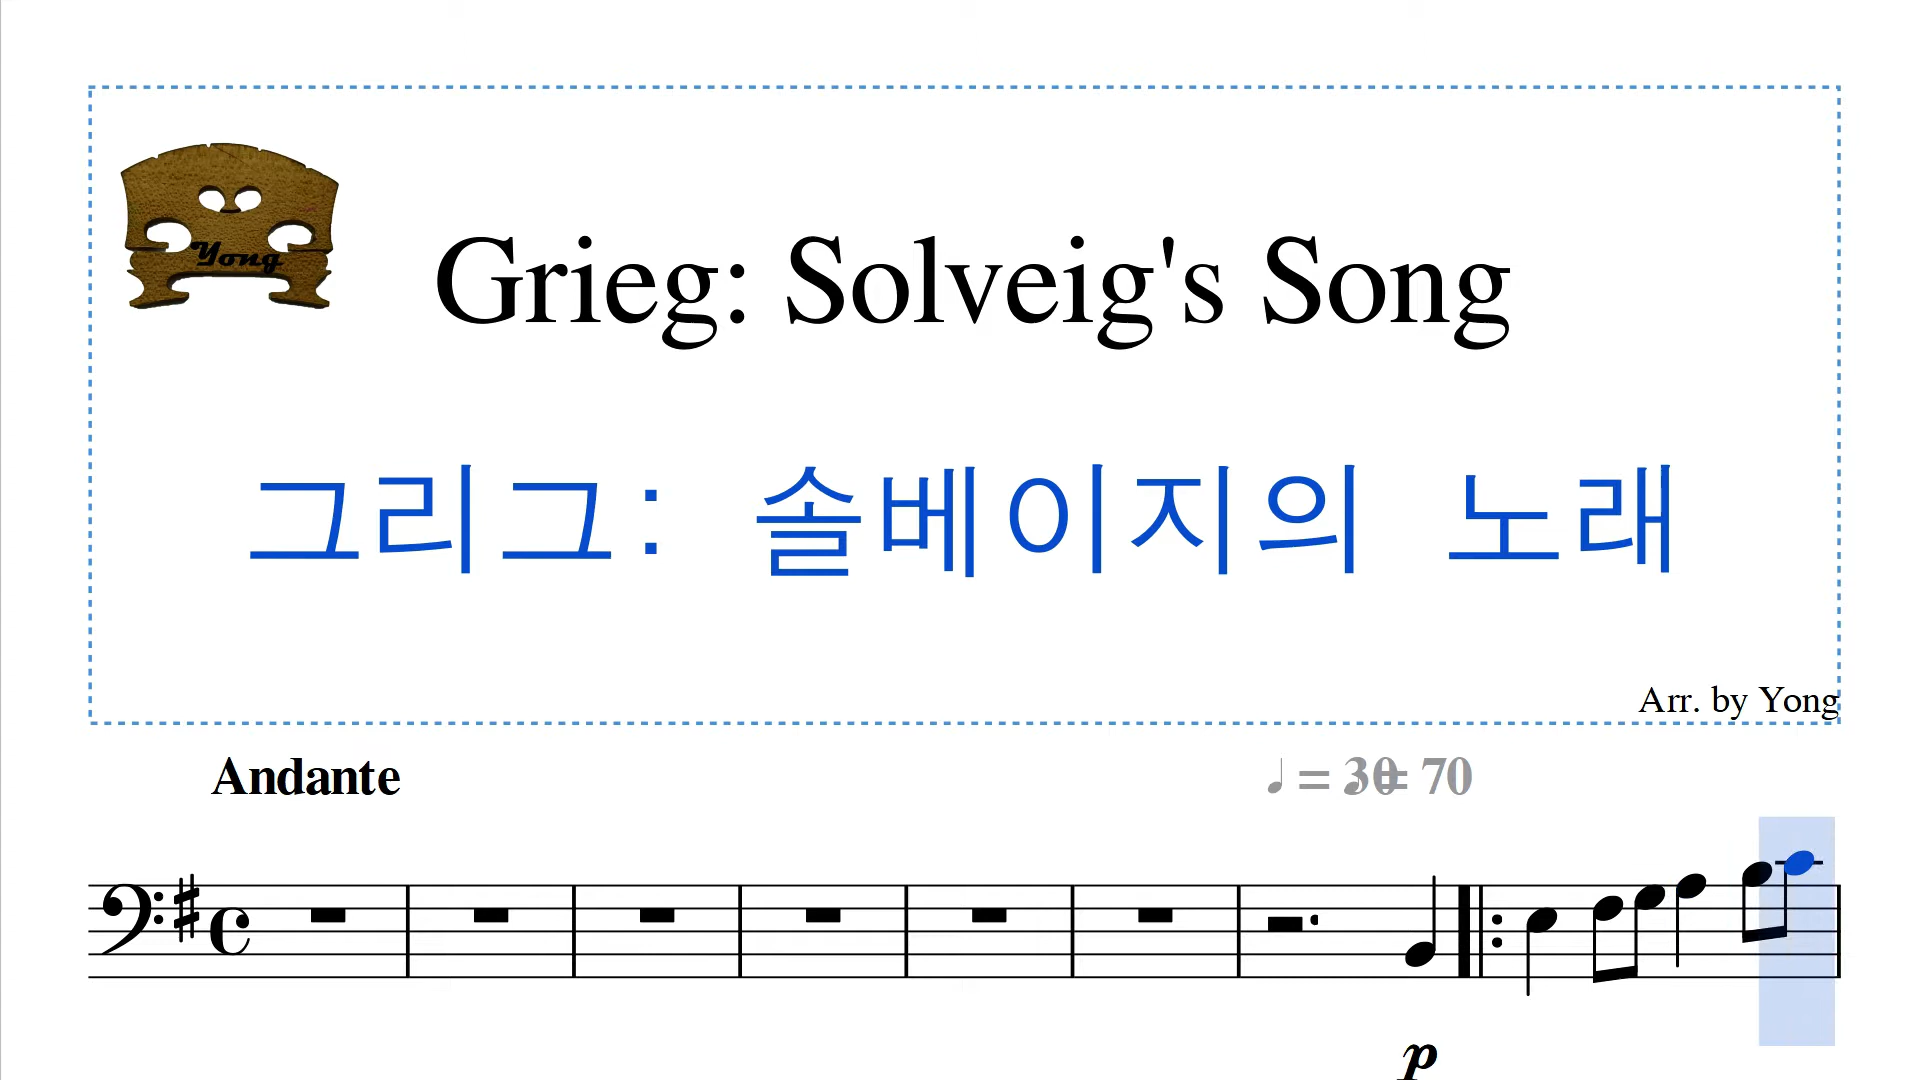 Yong
Grieg: Solveig's Song
그리그: 솔베이지의 노래
Arr. by Yong
Andante
♩ = 30 ♩ = 70
p